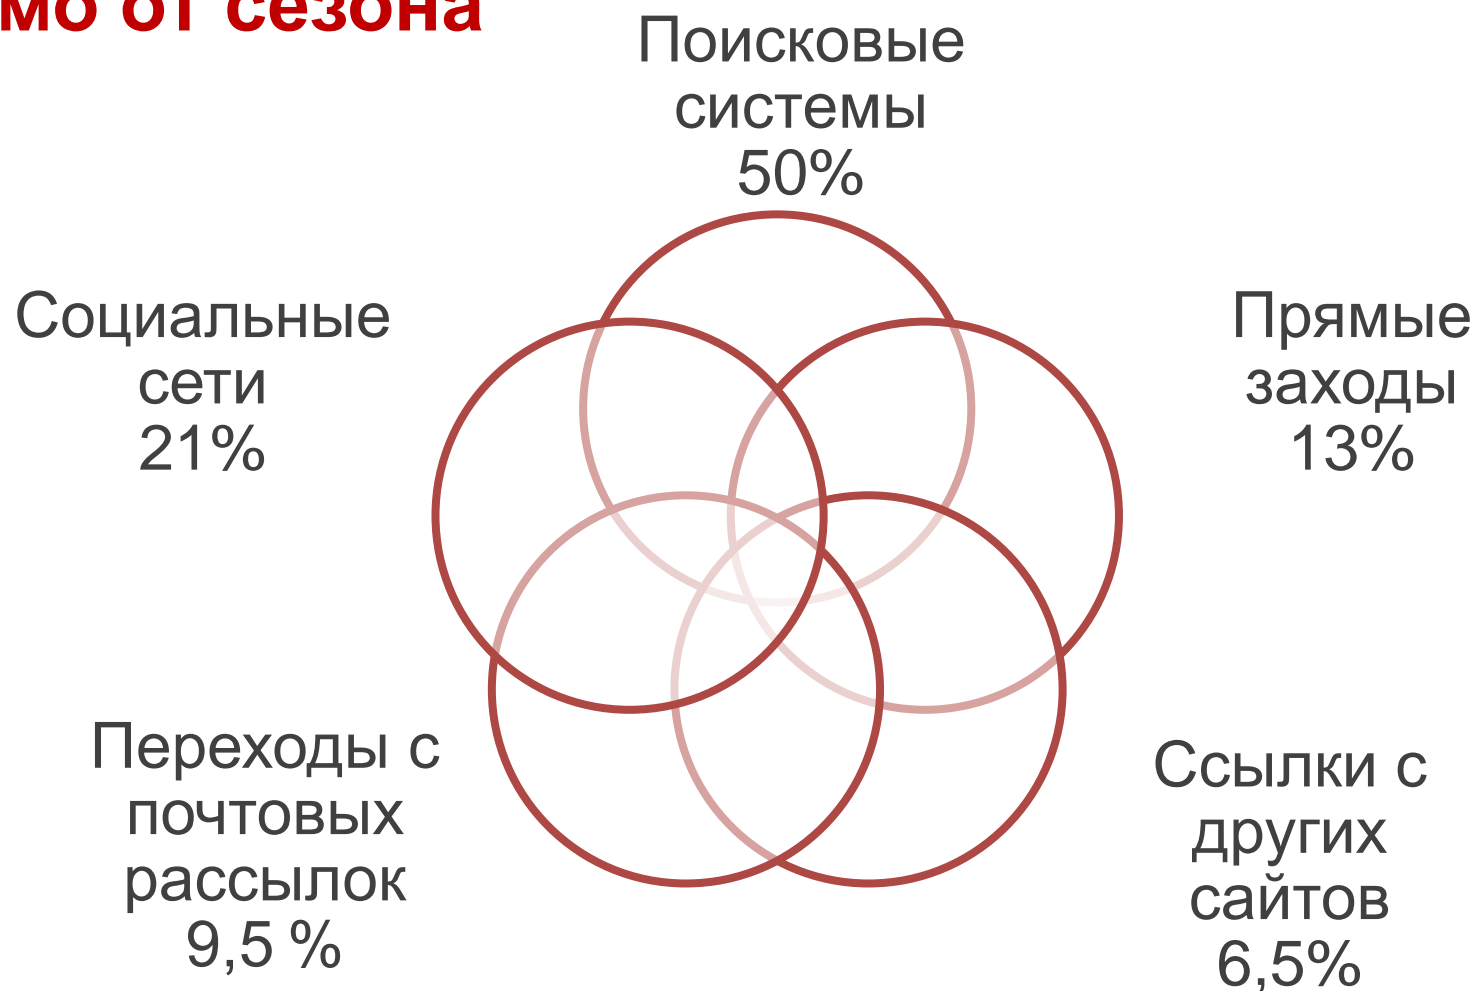 мо от сезона
Поисковые
системы
50%
Социальные
сети
21%
Прямые
заходы
13%
Переходы с
почтовых
рассылок
9,5 %
Ссылки с
других
сайтов
6,5%